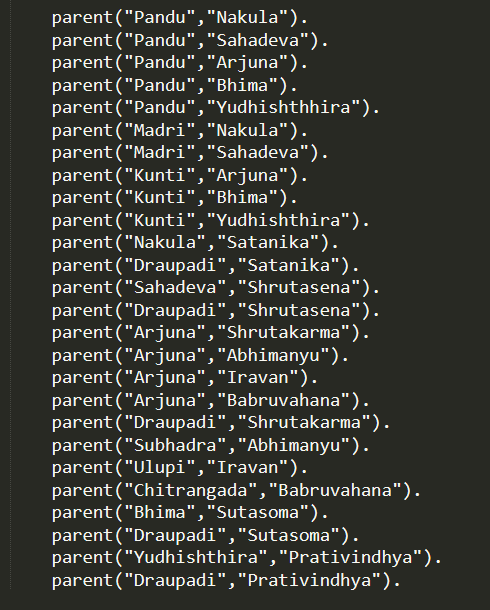 parent("Pandu","Nakula").
parent("Pandu","Sahadeva").
parent("Pandu","Arjuna").
parent("Pandu","Bhima").
parent("Pandu","Yudhishthhira").
parent("Madri","Nakula").
parent("Madri","Sahadeva").
parent("Kunti","Arjuna").
parent("Kunti","Bhima").
parent("Kunti","Yudhishthira").
parent("Nakula","Satanika").
parent("Draupadi","Satanika").
parent("Sahadeva","Shrutasena").
parent("Draupadi","Shrutasena").
parent("Arjuna","Shrutakarma").
parent("Arjuna","Abhimanyu").
parent("Arjuna","Iravan").
parent("Arjuna","Babruvahana").
parent("Draupadi","Shrutakarma").
parent("Subhadra","Abhimanyu").
parent("Ulupi","Iravan").
parent("Chitrangada","Babruvahana").
parent("Bhima","Sutasoma").
parent("Draupadi","Sutasoma").
parent("Yudhishthira","Prativindhya").
parent("Draupadi","Prativindhya").